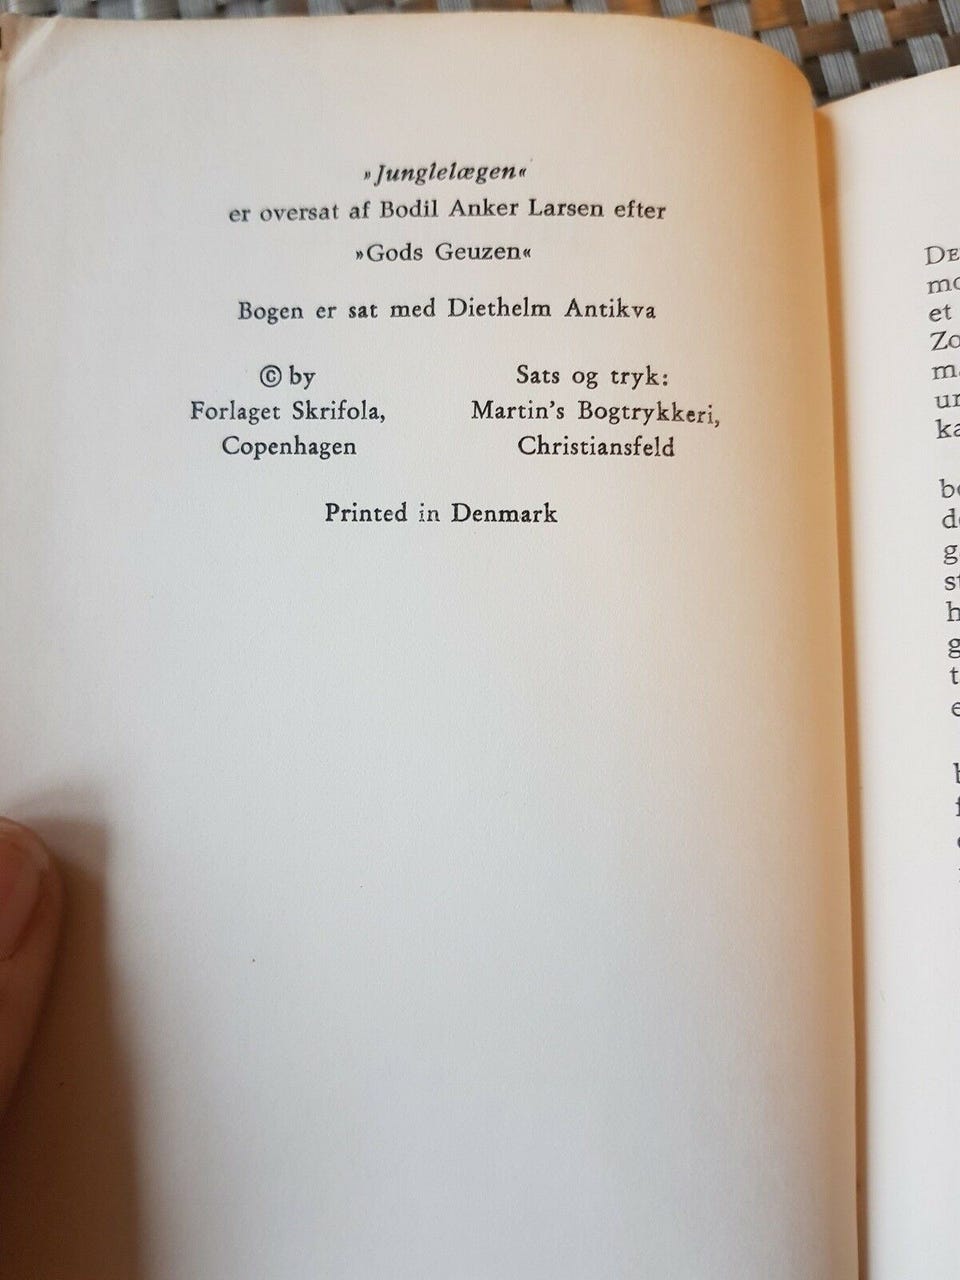 »Junglelægen«
er oversat af Bodil Anker Larsen efter
»Gods Geuzen«
Bogen er sat med Diethelm Antikva
© by
Forlaget Skrifola,
Copenhagen
Sats og tryk:
Martin's Bogtrykkeri,
Christiansfeld
Printed in Denmark
et